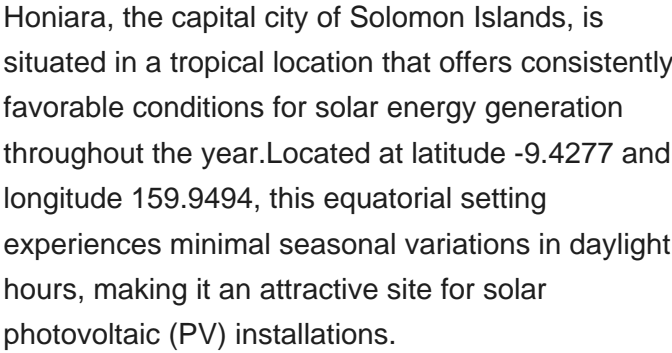 Honiara, the capital city of Solomon Islands, is
situated in a tropical location that offers consistently
favorable conditions for solar energy generation
throughout the year.Located at latitude -9.4277 and
longitude 159.9494, this equatorial setting
experiences minimal seasonal variations in daylight
hours, making it an attractive site for solar
photovoltaic (PV) installations.